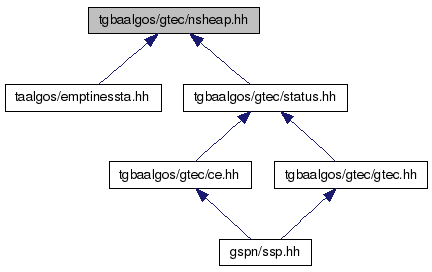 tgbaalgos/gtec/nsheap.hh
taalgos/emptinessta.hh
tgbaalgos/gtec/status.hh
tgbaalgos/gtec/ce.hh
tgbaalgos/gtec/gtec.hh
gspn/ssp.hh